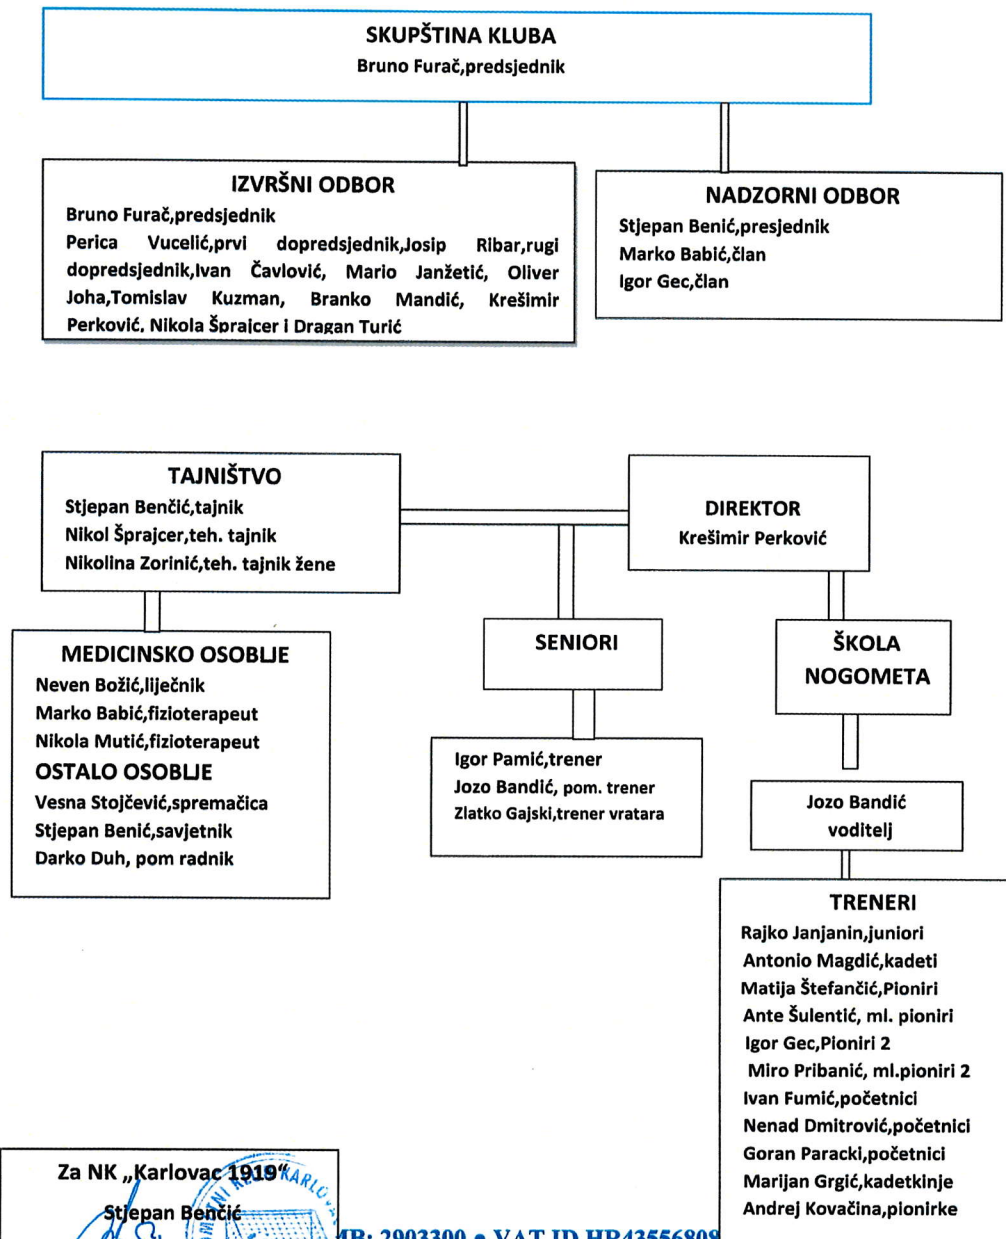 SKUPŠTINA KLUBA
Bruno Furač,predsjednik
IZVRŠNI ODBOR
Bruno Furač,predsjednik
Perica Vucelić,prvi dopredsjednik,Josip Ribar,rugi
dopredsjednik,Ivan Čavlović, Mario Janžetić, Oliver
Joha,Tomislav Kuzman, Branko Mandić, Krešimir
Perković, Nikola Šprajcer i Dragan Turić
NADZORNI ODBOR
Stjepan Benić,presjednik
Marko Babić,član
Igor Gec,član
TAJNIŠTVO
Stjepan Benčić,tajnik
Nikol Šprajcer,teh. tajnik
Nikolina Zorinić,teh. tajnik žene
DIREKTOR
Krešimir Perković
MEDICINSKO OSOBLJE
Neven Božić,liječnik
Marko Babić,fizioterapeut
Nikola Mutić,fizioterapeut
OSTALO OSOBLJE
Vesna Stojčević,spremačica
Stjepan Benić,savjetnik
Darko Duh, pom radnik
SENIORI
Igor Pamić,trener
Jozo Bandić, pom. trener
Zlatko Gajski,trener vratara
ŠKOLA
NOGOMETA
Jozo Bandić
voditelj
TRENERI
Rajko Janjanin,juniori
Antonio Magdić,kadeti
Matija Štefančić,Pioniri
Ante Šulentić, ml. pioniri
Igor Gec,Pioniri 2
Miro Pribanić, ml.pioniri 2
Ivan Fumić,početnici
Nenad Dmitrović,početnici
Goran Paracki,početnici
Marijan Grgić,kadetkinje
Andrej Kovačina,pionirke
Za NK „Karlovac 1919"
Stjepan Benčić
MB: 2903300 • VAT ID HR43556808